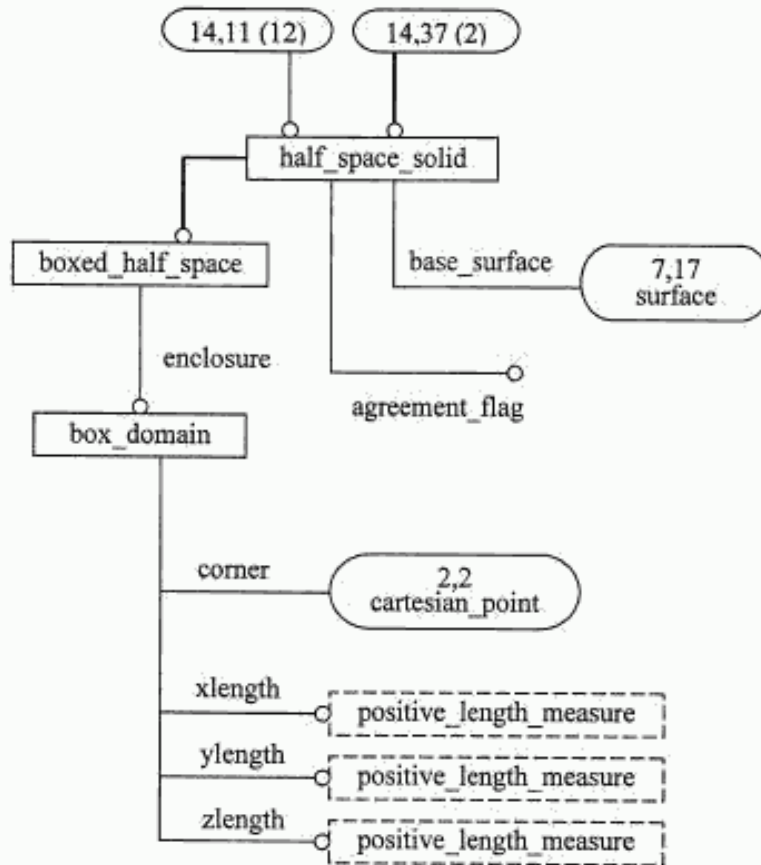 14,11 (12)
14,37 (2)
half_space_solid
boxed_half_space
base_surface
7,17
surface
enclosure
agreement_flag
box_domain
corner
2,2
cartesian_point
xlength
positive_length_measure
ylength
positive_length_measure
zlength
positive_length_measure